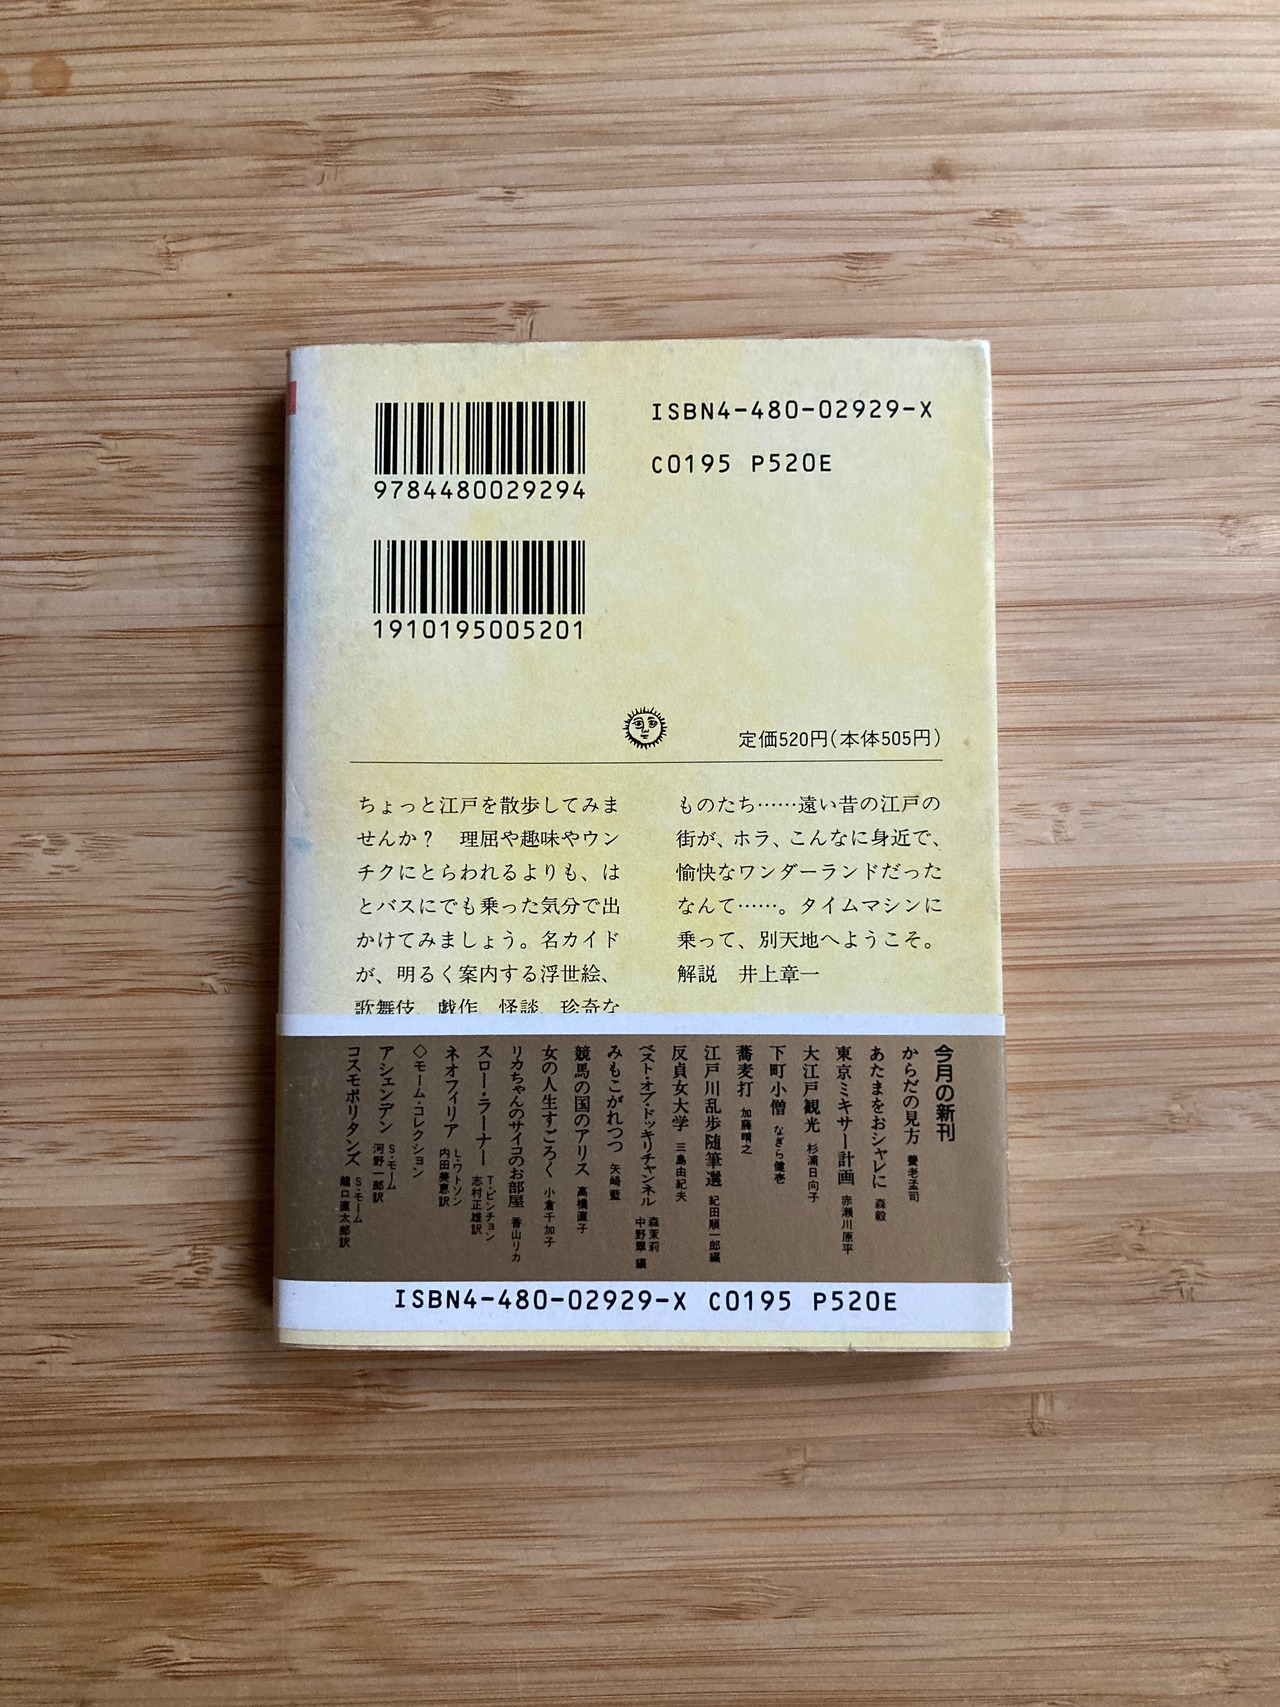 9784480029294
1910195005201
ISBN4-480-02929-X
C0195 P520E
定価520円(本体505円)
ちょっと江戸を散歩してみま
せんか？　理屈や趣味やウン
チクにとらわれるよりも、は
とバスにでも乗った気分で出
かけてみましょう。名カイド
が、明るく案内する浮世絵、
歌舞伎、戯作、怪談、珍奇な
ものたち……遠い昔の江戸の
街が、ホラ、こんなに身近で、
愉快なワンダーランドだった
なんて……。タイムマシンに
乗って、別天地へようこそ。
解説　井上章一
今月の新刊
からだの見方 養老孟司
あたまをおシャレに 森毅
東京ミキサー計画 赤瀬川原平
大江戸観光 杉浦日向子
下町小僧 なぎら健壱
蕎麦打 加藤晴之
江戸川乱歩随筆選 紀田順一郎編
反貞女大学 三島由紀夫
ベスト・オブ・ドッキリチャンネル 森茉莉 中野翠 編
みもこがれつつ 矢崎藍
競馬の国のアリス 高橋直子
女の人生すごろく 小倉千加子
リカちゃんのサイコのお部屋 香山リカ
スロー・ラーナー T・ピンチョン 志村正雄訳
ネオフィリア L・ワトソン 内田美恵訳
◇モーム・コレクション
アシェンデン S・モーム 河野一郎訳
コスモポリタンズ S・モーム 龍口直太郎訳
ISBN4-480-02929-X C0195 P520E